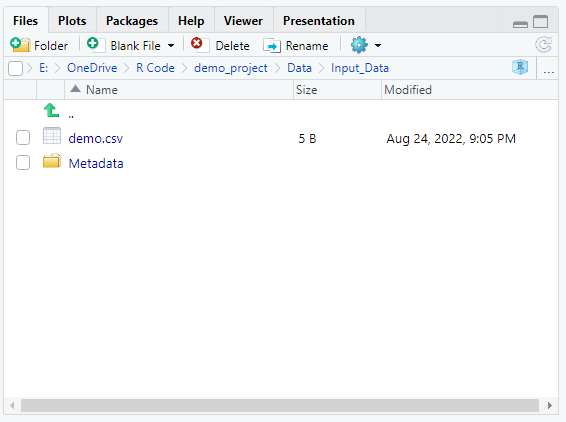 Files Plots Packages Help Viewer Presentation
Folder Blank File Delete Rename
E: OneDrive R Code demo_project Data Input_Data R ...
Name Size Modified
..
demo.csv 5 B Aug 24, 2022, 9:05 PM
Metadata